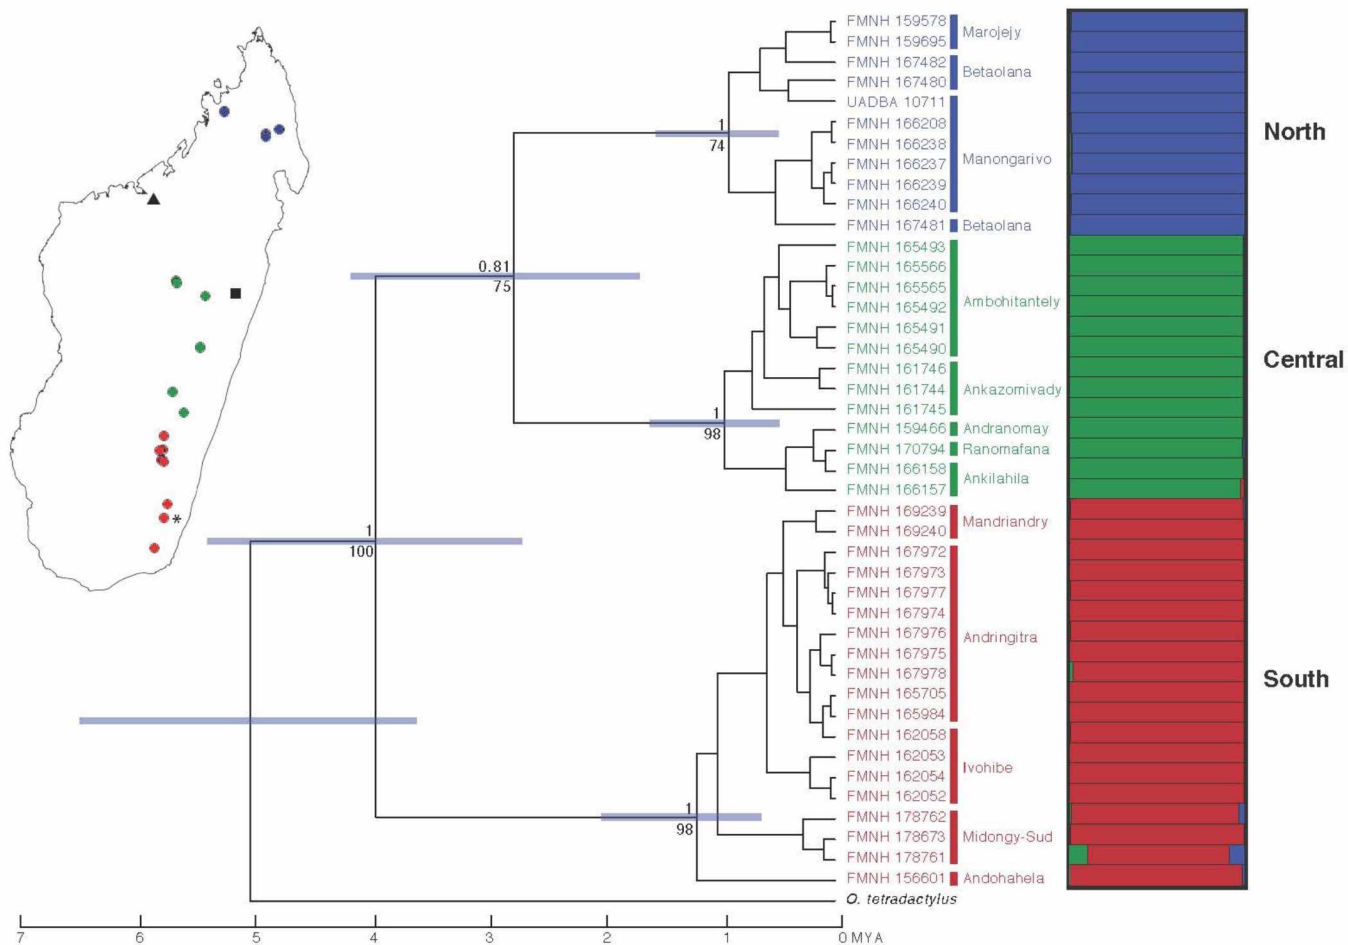 FMNH 159578
FMNH 159695
Marojejy
FMNH 167482
FMNH 167480
Betaolana
UADBA 10711
FMNH 166208
FMNH 166238
FMNH 166237
FMNH 166239
FMNH 166240
Manongarivo
FMNH 167481 Betaolana
North
1
74
FMNH 165493
FMNH 165566
FMNH 165565
FMNH 165492
FMNH 165491
FMNH 165490
Ambohitantely
0.81
75
FMNH 161746
FMNH 161744
FMNH 161745
Ankazomivady
Central
1
98
FMNH 159466 Andranomay
FMNH 170794 Ranomafana
FMNH 166158
FMNH 166157
Ankilahila
FMNH 169239
FMNH 169240
Mandriandry
1
100
*
FMNH 167972
FMNH 167973
FMNH 167977
FMNH 167974
FMNH 167976
FMNH 167975
FMNH 167978
FMNH 165705
FMNH 165984
Andringitra
South
FMNH 162058
FMNH 162053
FMNH 162054
FMNH 162052
Ivohibe
1
98
FMNH 178762
FMNH 178673
FMNH 178761
Midongy-Sud
FMNH 156601 Andohahela
O. tetradactylus
7 6 5 4 3 2 1 0 MYA